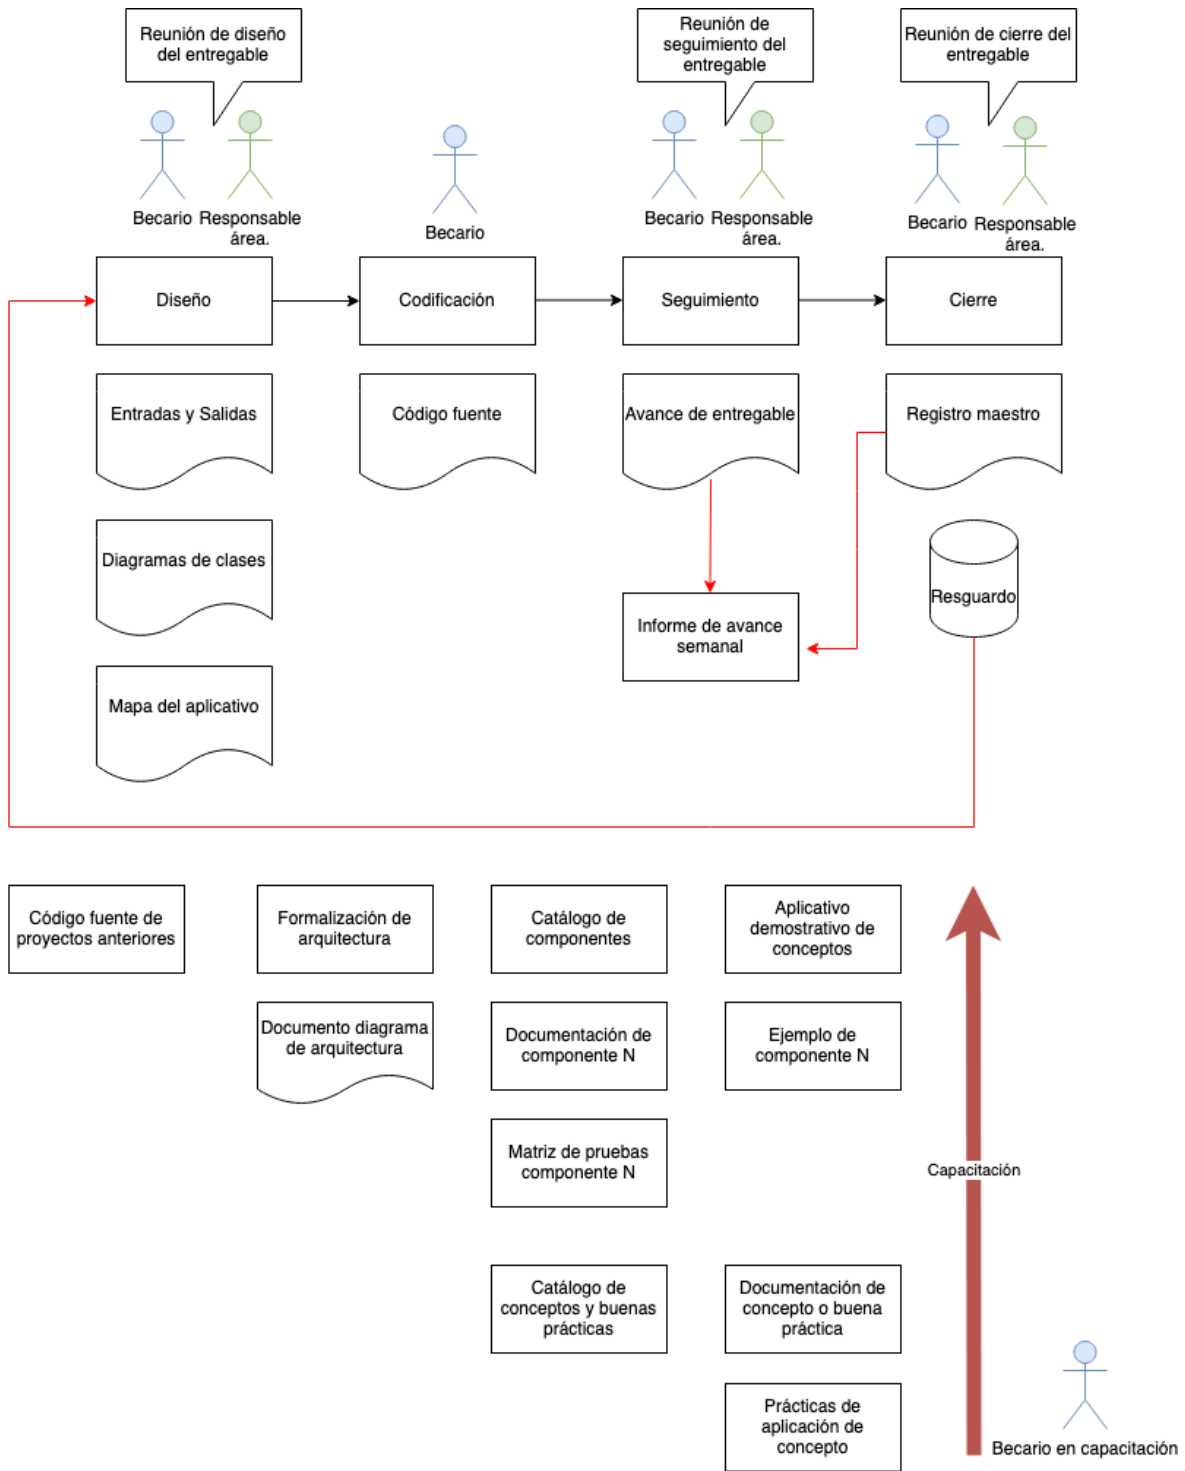 Reunión de diseño
del entregable
Reunión de
seguimiento del
entregable
Reunión de cierre del
entregable
Becario
Responsable
área.
Becario
Becario
Responsable
área.
Becario
Responsable
área.
Diseño
Codificación
Seguimiento
Cierre
Entradas y Salidas
Código fuente
Avance de entregable
Registro maestro
Diagramas de clases
Resguardo
Informe de avance
semanal
Mapa del aplicativo
Código fuente de
proyectos anteriores
Formalización de
arquitectura
Catálogo de
componentes
Aplicativo
demostrativo de
conceptos
Documento diagrama
de arquitectura
Documentación de
componente N
Ejemplo de
componente N
Matriz de pruebas
componente N
Capacitación
Catálogo de
conceptos y buenas
prácticas
Documentación de
concepto o buena
práctica
Prácticas de
aplicación de
concepto
Becario en capacitación